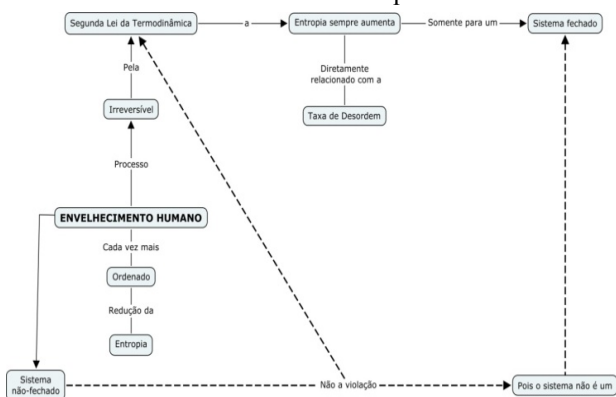 Segunda Lei da Termodinâmica
a
Entropia sempre aumenta
Somente para um
Sistema fechado
Pela
Diretamente
relacionado com a
Irreversível
Taxa de Desordem
Processo
ENVELHECIMENTO HUMANO
Cada vez mais
Ordenado
Redução da
Entropia
Sistema
não-fechado
Não a violação
Pois o sistema não é um